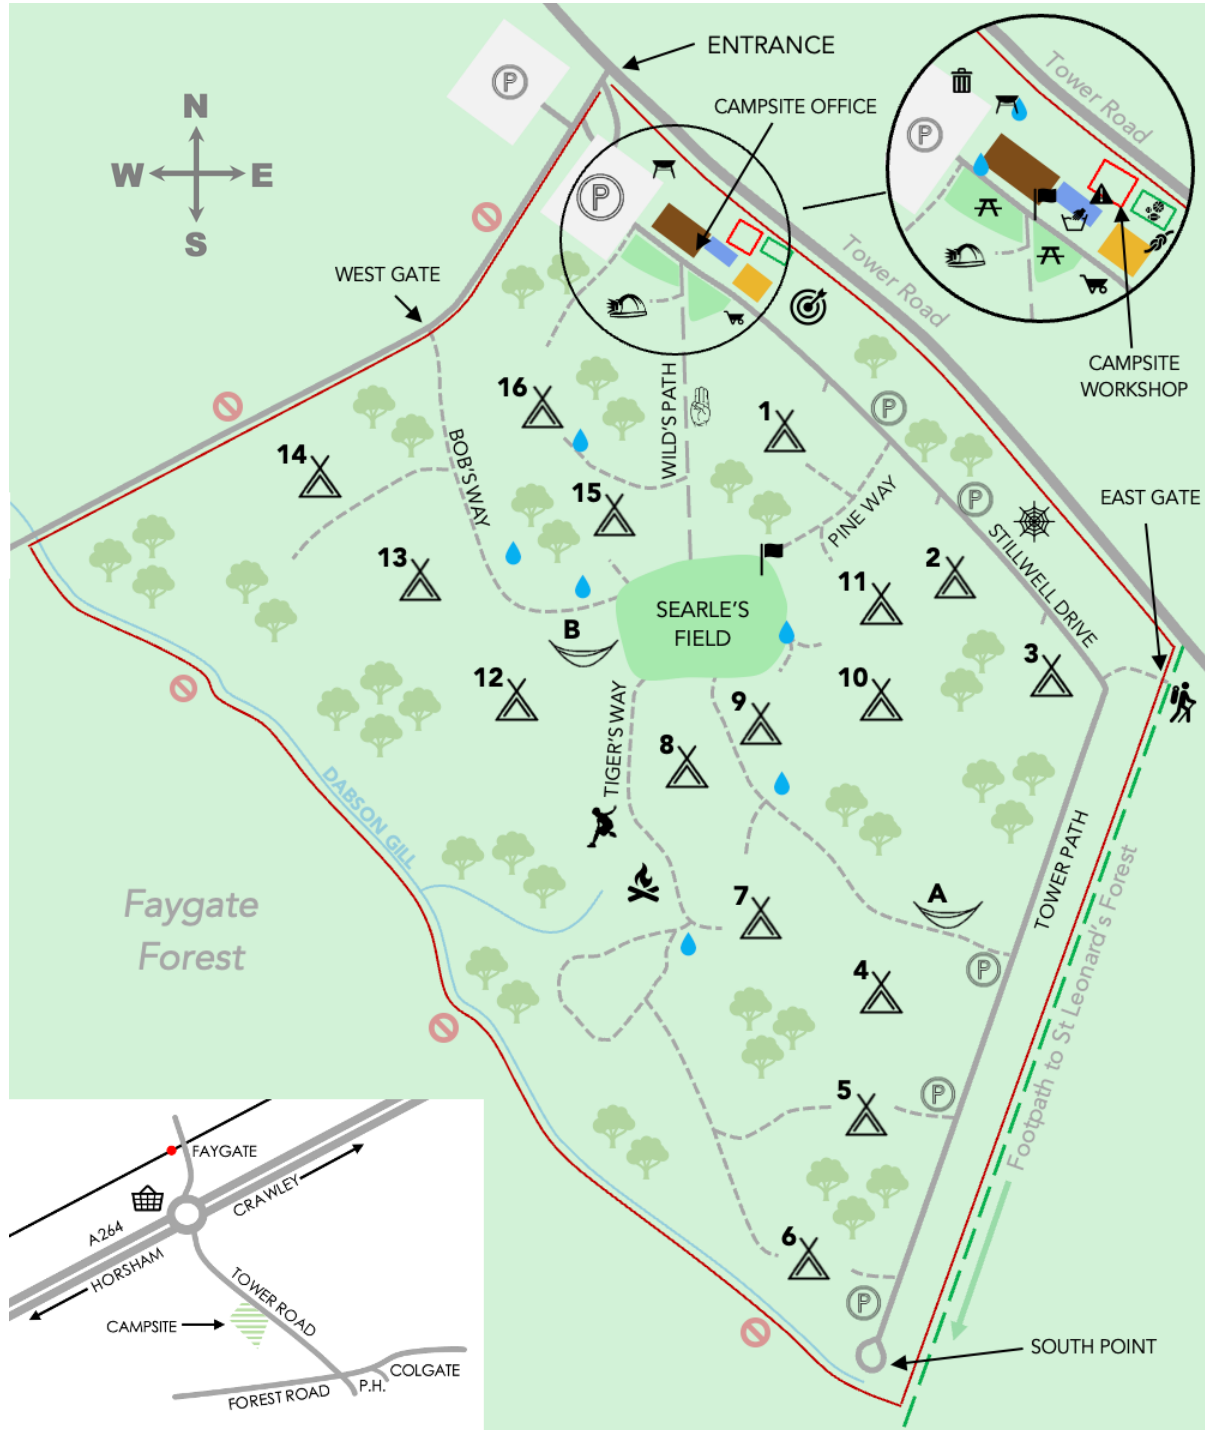 ENTRANCE
CAMPSITE OFFICE
N
W
E
S
P
P
P
Tower Road
Tower Road
WEST GATE
CAMPSITE
WORKSHOP
EAST GATE
16
WILD'S PATH
1
P
14
BOB'S WAY
15
PINE WAY
P
STILLWELL DRIVE
13
SEARLE'S
FIELD
11
2
B
12
TIGER'S WAY
9
10
3
8
DABSON GILL
TOWER PATH
Footpath to St Leonard's Forest
Faygate
Forest
7
A
4
P
5
P
6
P
SOUTH POINT
FAYGATE
A264
CRAWLEY
HORSHAM
TOWER ROAD
CAMPSITE
COLGATE
P.H.
FOREST ROAD